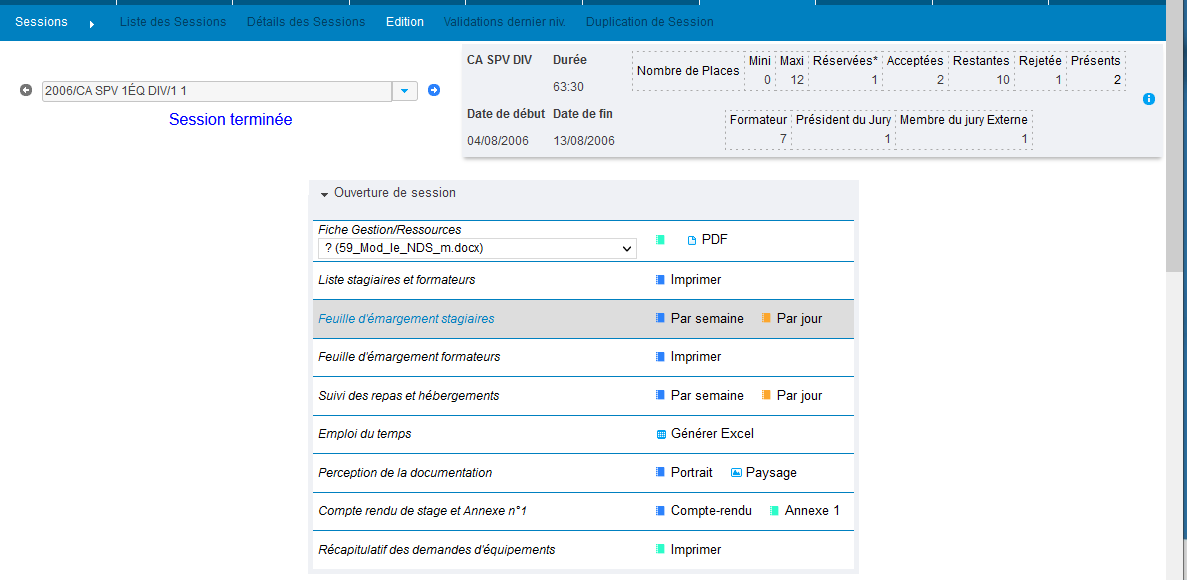 Sessions Liste des Sessions Détails des Sessions Edition Validations dernier niv. Duplication de Session
2006/CA SPV 1ÉQ DIV/1 1
Session terminée
CA SPV DIV Durée
63:30
Date de début Date de fin
04/08/2006 13/08/2006
Nombre de Places Mini Maxi Réservées* Acceptées Restantes Rejetée Présents
0 12 1 2 10 1 2
Formateur Président du Jury Membre du jury Externe
7 1 1
Ouverture de session
Fiche Gestion/Ressources
? (59_Mod_le_NDS_m.docx) PDF
Liste stagiaires et formateurs Imprimer
Feuille d'émargement stagiaires Par semaine Par jour
Feuille d'émargement formateurs Imprimer
Suivi des repas et hébergements Par semaine Par jour
Emploi du temps Générer Excel
Perception de la documentation Portrait Paysage
Compte rendu de stage et Annexe n°1 Compte-rendu Annexe 1
Récapitulatif des demandes d'équipements Imprimer